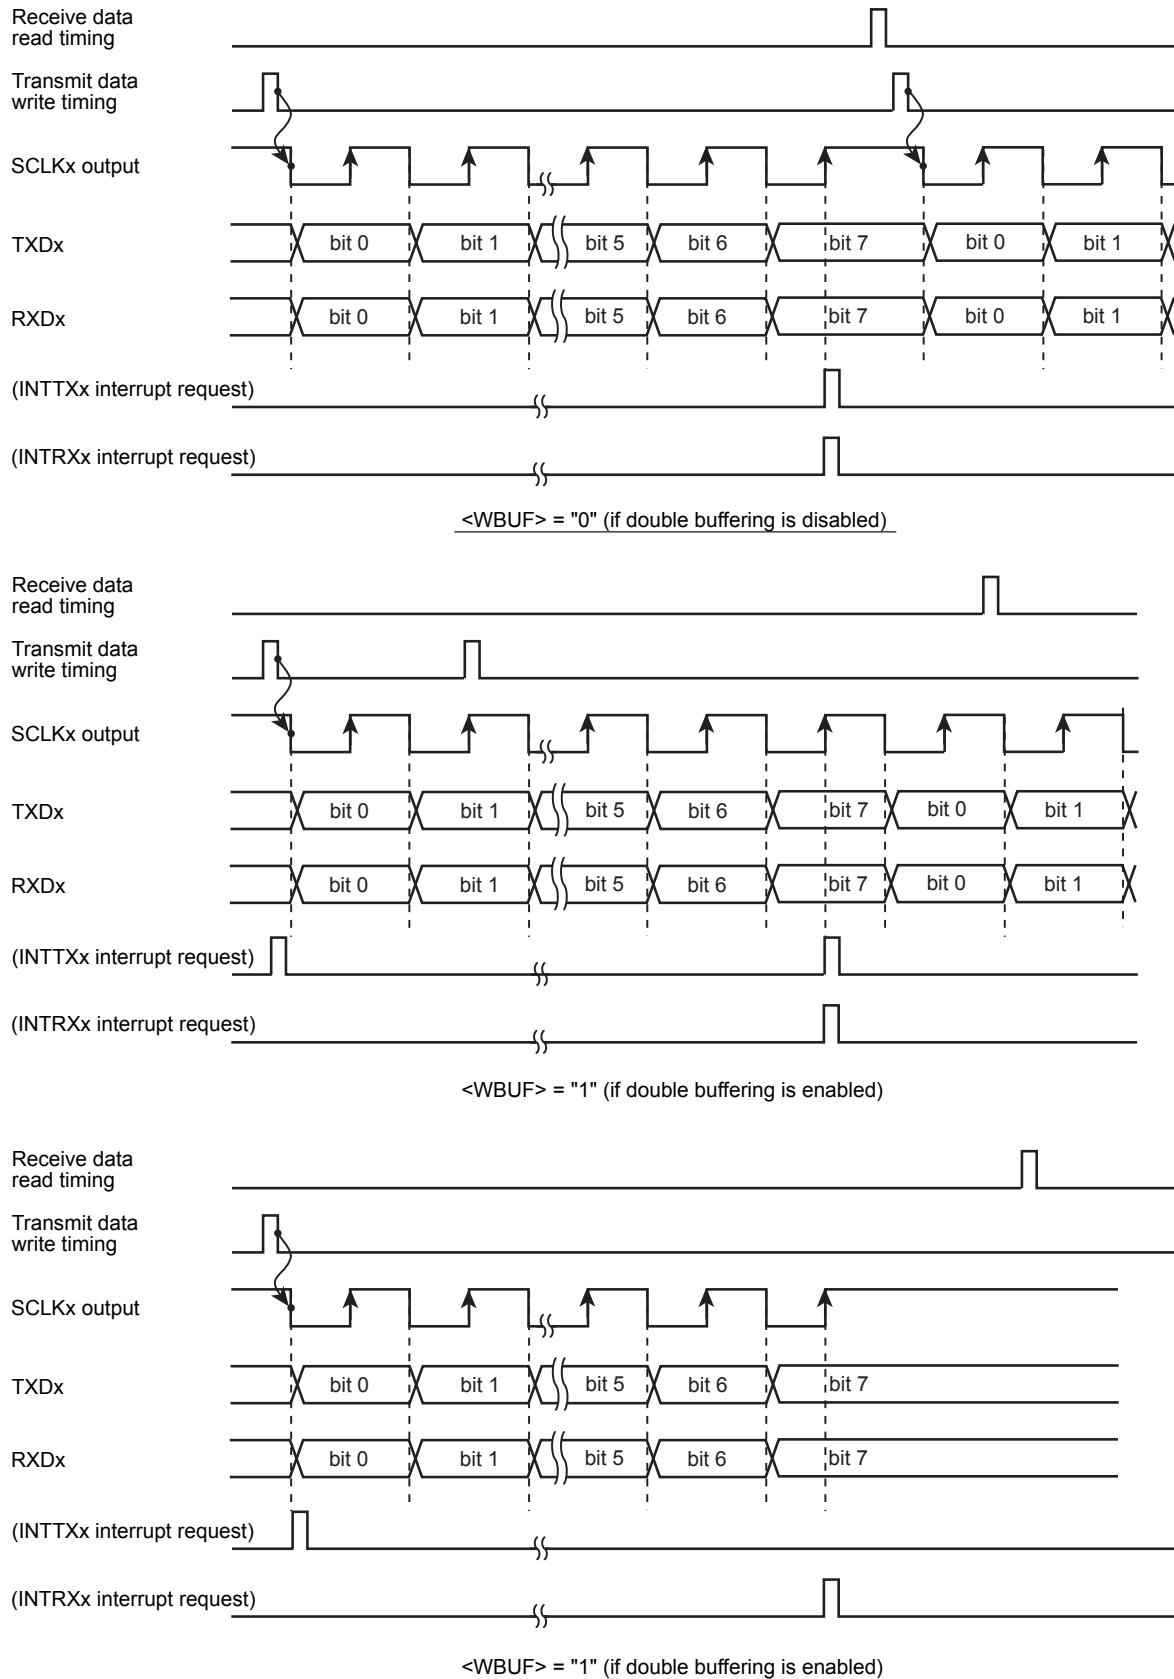 Receive data
read timing
Transmit data
write timing
SCLKx output
TXDx bit 0 bit 1 bit 5 bit 6 bit 7 bit 0 bit 1
RXDx bit 0 bit 1 bit 5 bit 6 bit 7 bit 0 bit 1
(INTTXx interrupt request)
(INTRXx interrupt request)
<WBUF> = "0" (if double buffering is disabled)
Receive data
read timing
Transmit data
write timing
SCLKx output
TXDx bit 0 bit 1 bit 5 bit 6 bit 7 bit 0 bit 1
RXDx bit 0 bit 1 bit 5 bit 6 bit 7 bit 0 bit 1
(INTTXx interrupt request)
(INTRXx interrupt request)
<WBUF> = "1" (if double buffering is enabled)
Receive data
read timing
Transmit data
write timing
SCLKx output
TXDx bit 0 bit 1 bit 5 bit 6 bit 7
RXDx bit 0 bit 1 bit 5 bit 6 bit 7
(INTTXx interrupt request)
(INTRXx interrupt request)
<WBUF> = "1" (if double buffering is enabled)